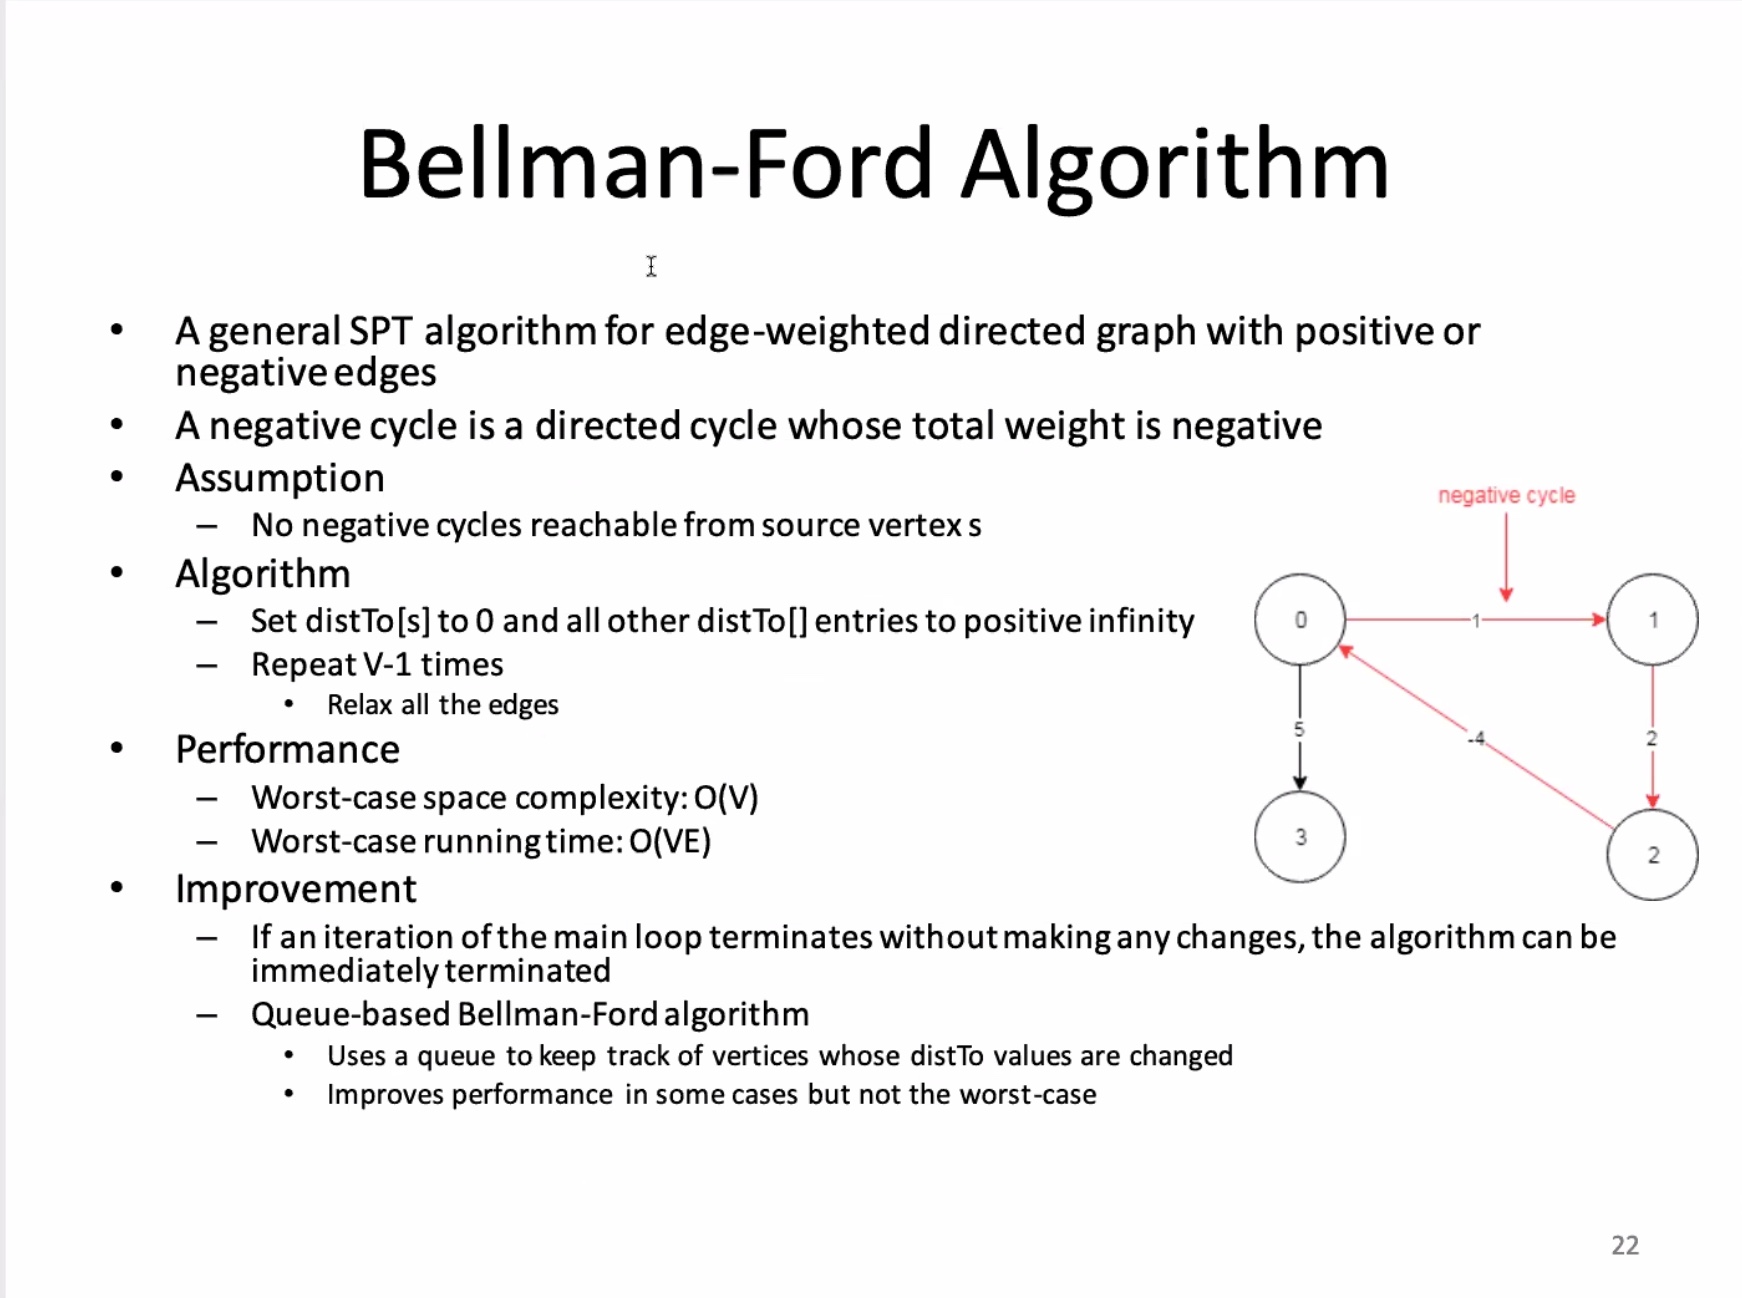 Bellman-Ford Algorithm
• A general SPT algorithm for edge-weighted directed graph with positive or
negative edges
• A negative cycle is a directed cycle whose total weight is negative
• Assumption
– No negative cycles reachable from source vertex s
• Algorithm
– Set distTo[s] to 0 and all other distTo[] entries to positive infinity
– Repeat V-1 times
• Relax all the edges
• Performance
– Worst-case space complexity: O(V)
– Worst-case running time: O(VE)
• Improvement
– If an iteration of the main loop terminates without making any changes, the algorithm can be
immediately terminated
– Queue-based Bellman-Ford algorithm
• Uses a queue to keep track of vertices whose distTo values are changed
• Improves performance in some cases but not the worst-case
negative cycle
0
1
1
5
-4
2
3
2
22